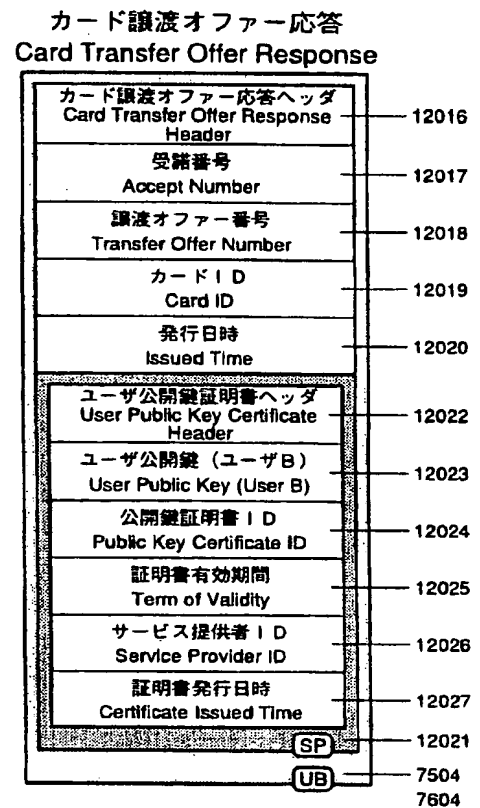 カード譲渡オファー応答
Card Transfer Offer Response
カード譲渡オファー応答ヘッダ
Card Transfer Offer Response
Header
12016
受諾番号
Accept Number
12017
譲渡オファー番号
Transfer Offer Number
12018
カードID
Card ID
12019
発行日時
Issued Time
12020
ユーザ公開鍵証明書ヘッダ
User Public Key Certificate
Header
12022
ユーザ公開鍵（ユーザB）
User Public Key (User B)
12023
公開鍵証明書ID
Public Key Certificate ID
12024
証明書有効期間
Term of Validity
12025
サービス提供者ID
Service Provider ID
12026
証明書発行日時
Certificate Issued Time
12027
SP
12021
UB
7504
7604